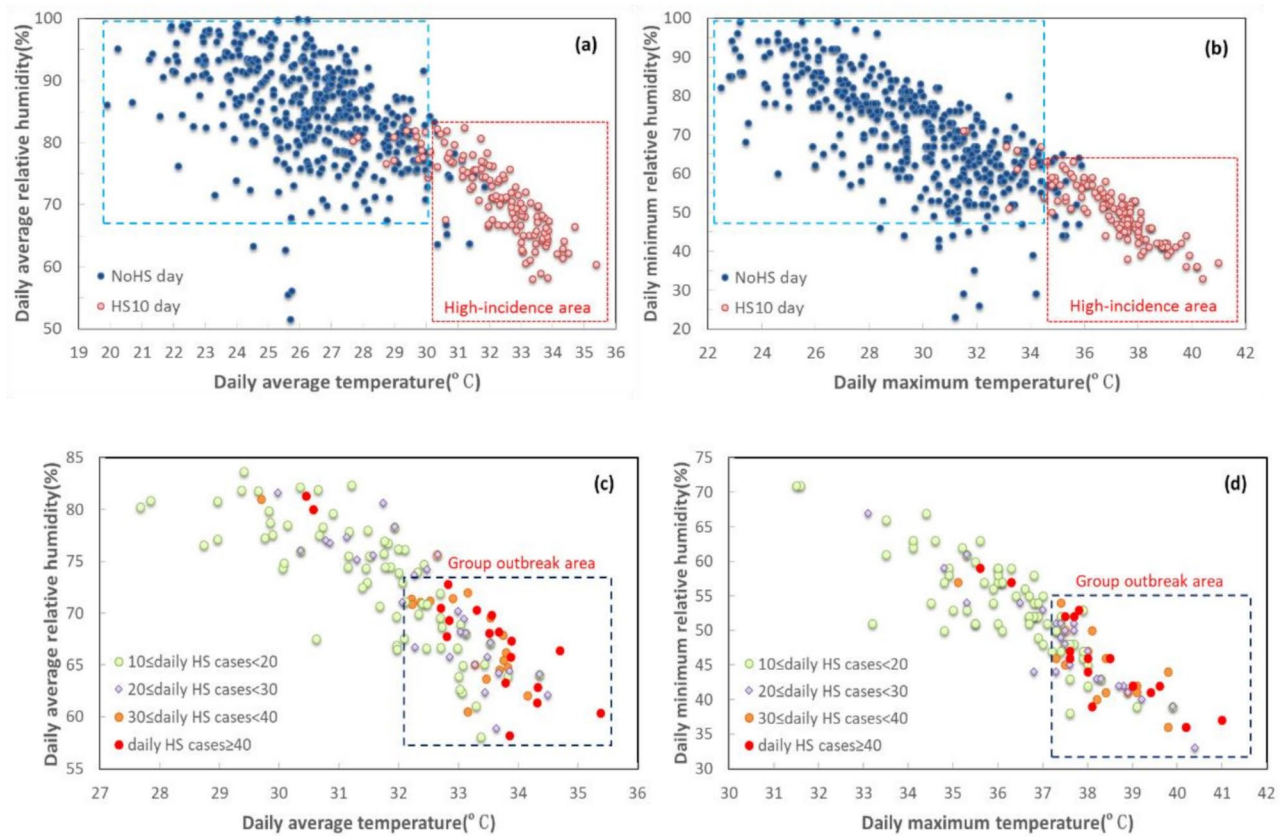 (a)
Daily average relative humidity(%)
100
90
80
70
60
50
NoHS day
HS10 day
High-incidence area
19 20 21 22 23 24 25 26 27 28 29 30 31 32 33 34 35 36
Daily average temperature(° C)
(b)
Daily minimum relative humidity(%)
100
90
80
70
60
50
40
30
20
NoHS day
HS10 day
High-incidence area
22 24 26 28 30 32 34 36 38 40 42
Daily maximum temperature(° C)
(c)
Daily average relative humidity(%)
85
80
75
70
65
60
55
Group outbreak area
10≤daily HS cases<20
20≤daily HS cases<30
30≤daily HS cases<40
daily HS cases≥40
27 28 29 30 31 32 33 34 35 36
Daily average temperature(° C)
(d)
Daily minimum relative humidity(%)
75
70
65
60
55
50
45
40
35
30
Group outbreak area
10≤daily HS cases<20
20≤daily HS cases<30
30≤daily HS cases<40
daily HS cases≥40
30 31 32 33 34 35 36 37 38 39 40 41 42
Daily maximum temperature(° C)